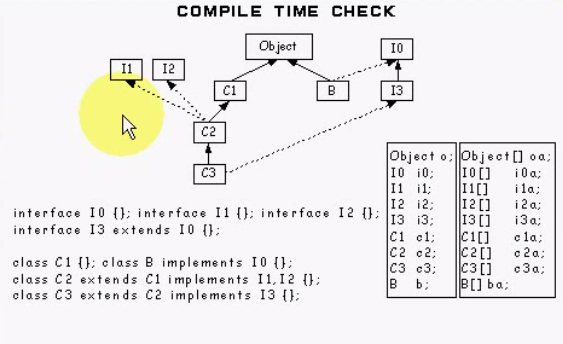 COMPILE TIME CHECK
Object
I0
I1
I2
C1
B
I3
C2
C3
Object o;
I0 i0;
I1 i1;
I2 i2;
I3 i3;
C1 c1;
C2 c2;
C3 c3;
B b;
Object[] oa;
I0[] i0a;
I1[] i1a;
I2[] i2a;
I3[] i3a;
C1[] c1a;
C2[] c2a;
C3[] c3a;
B[] ba;
interface I0 {}; interface I1 {}; interface I2 {};
interface I3 extends I0 {};
class C1 {}; class B implements I0 {};
class C2 extends C1 implements I1,I2 {};
class C3 extends C2 implements I3 {};